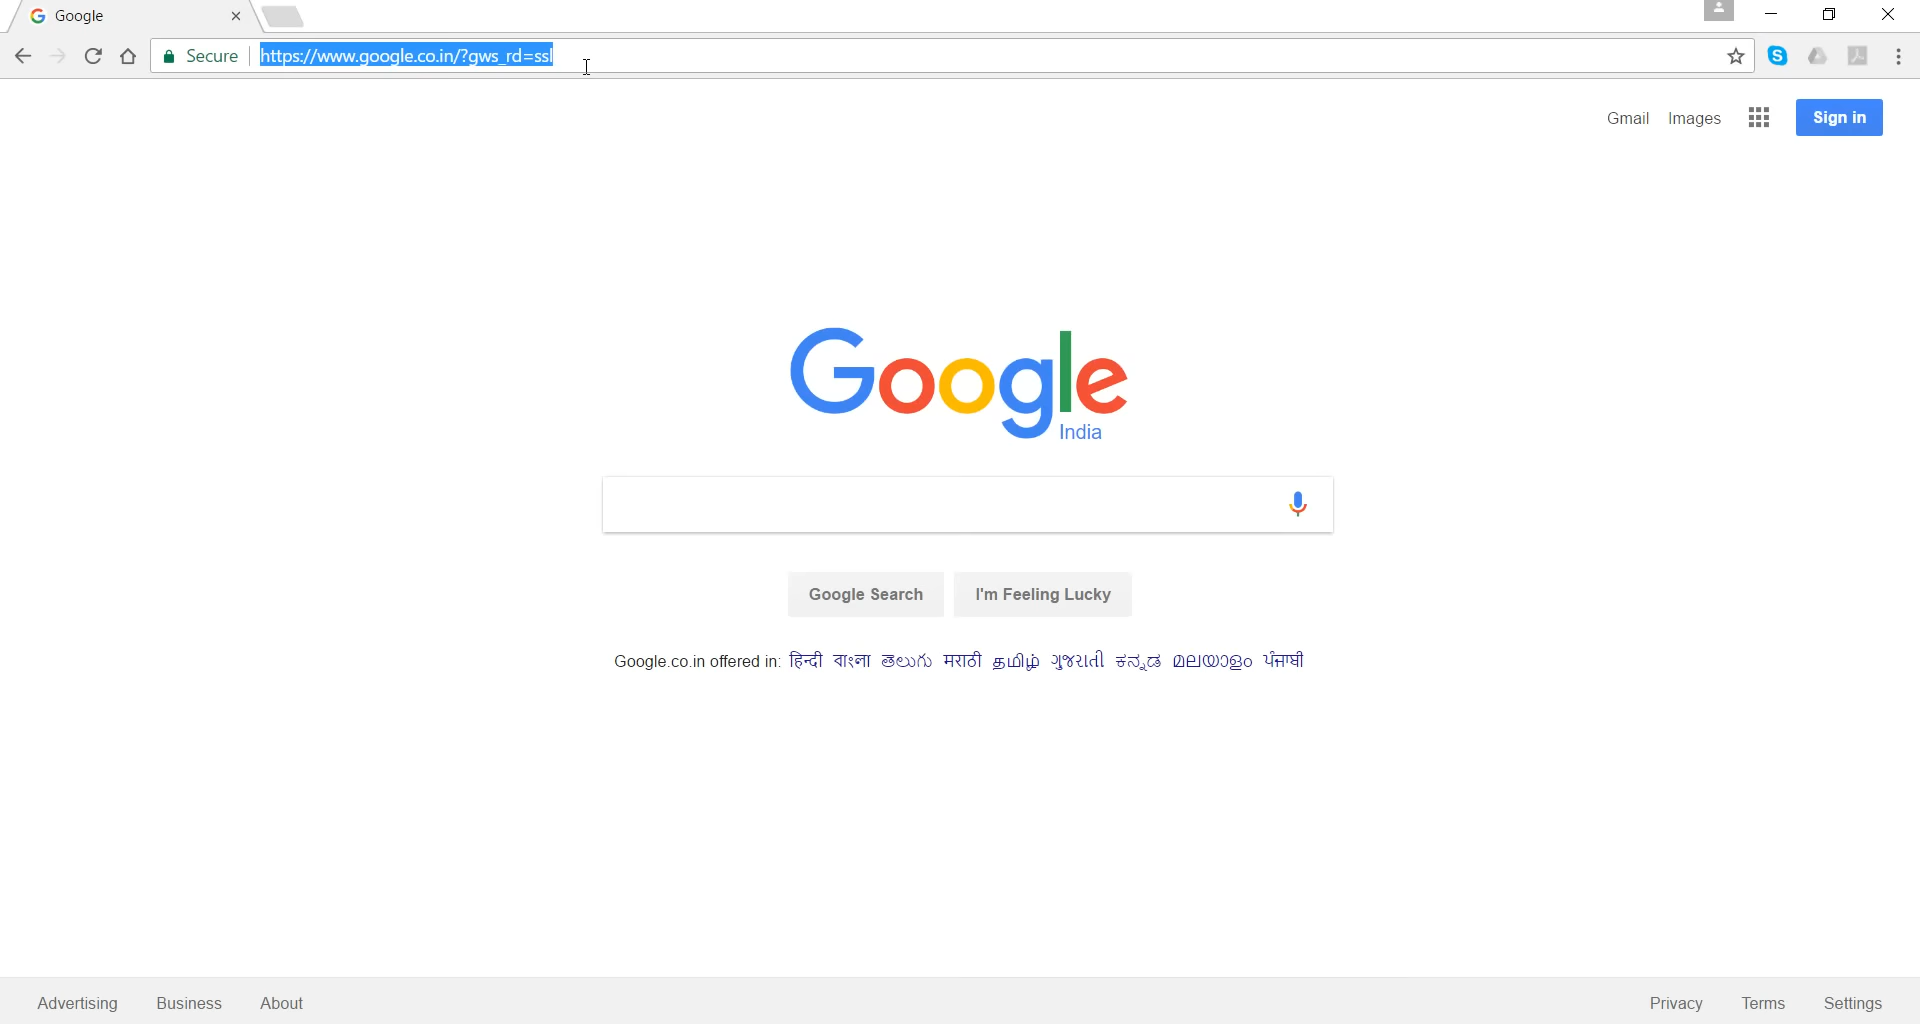 Google
Secure https://www.google.co.in/?gws_rd=ssl
Gmail Images Sign in
Google
India
Google Search I'm Feeling Lucky
Google.co.in offered in: हिन्दी বাংলা తెలుగు मराठी தமிழ் ગુજરાતી ಕನ್ನಡ മലയാളം ਪੰਜਾਬੀ
Advertising Business About Privacy Terms Settings